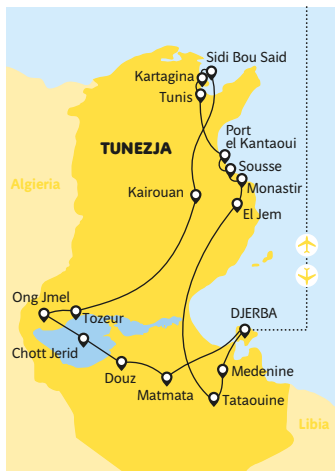 Sidi Bou Said
Kartagina
Tunis
TUNEZJA
Port
el Kantaoui
Sousse
Monastir
Algieria
Kairouan
El Jem
Ong Jmel
Tozeur
DJERBA
Chott Jerid
Medenine
Douz
Matmata
Tataouine
Libia